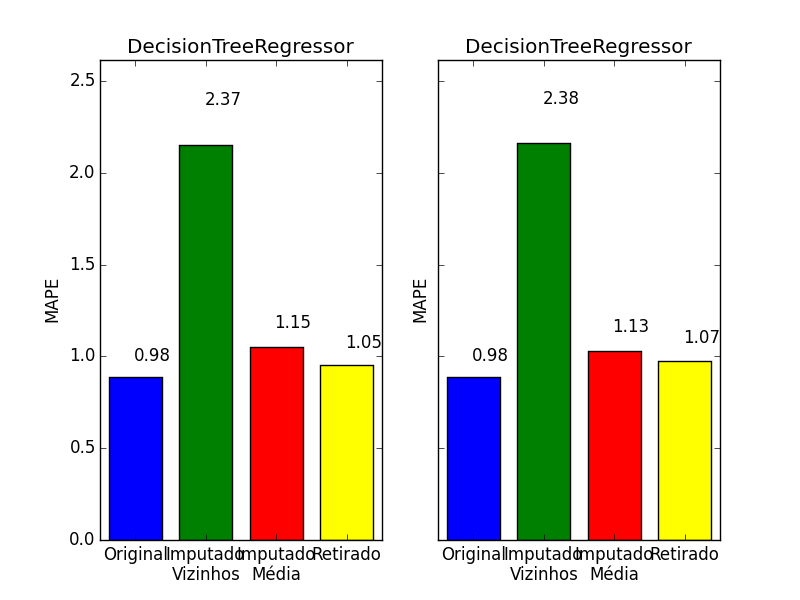 DecisionTreeRegressor
MAPE
2.5
2.0
1.5
1.0
0.5
0.0
0.98
2.37
1.15
1.05
Original Imputado Imputado Retirado
Vizinhos Média
DecisionTreeRegressor
MAPE
0.98
2.38
1.13
1.07
Original Imputado Imputado Retirado
Vizinhos Média